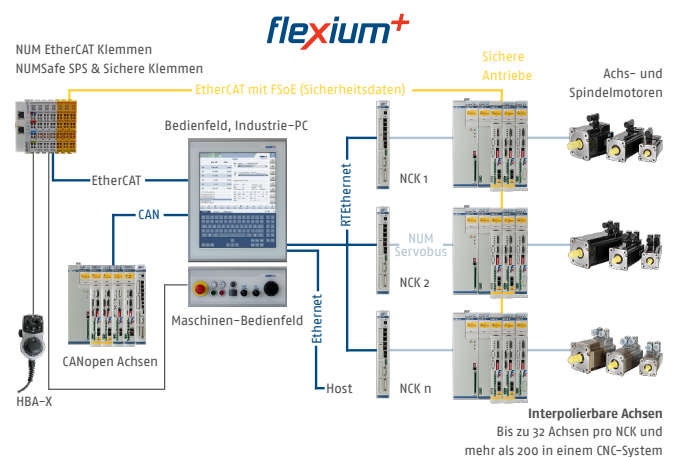 flexium+
NUM EtherCAT Klemmen
NUMSafe SPS & Sichere Klemmen
Sichere
Antriebe
Achs- und
Spindelmotoren
EtherCAT mit FSoE (Sicherheitsdaten)
Bedienfeld, Industrie-PC
EtherCAT
CAN
RTEthernet
NCK 1
NUM
Servobus
NCK 2
Maschinen-Bedienfeld
Ethernet
CANopen Achsen
Host
NCK n
HBA-X
Interpolierbare Achsen
Bis zu 32 Achsen pro NCK und
mehr als 200 in einem CNC-System